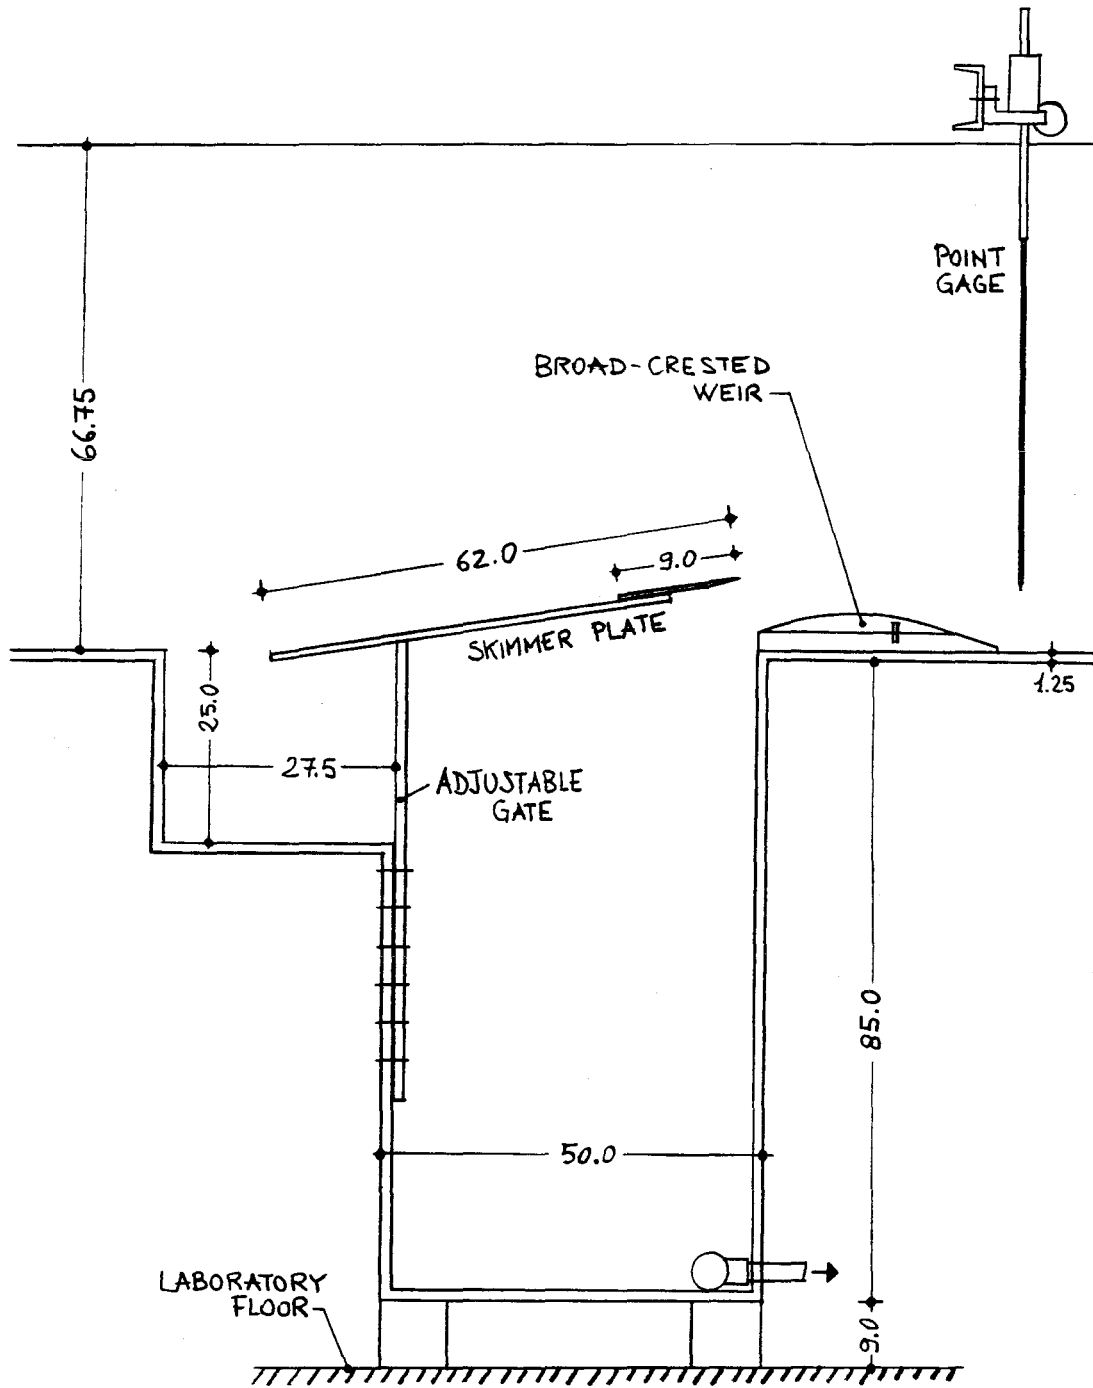 POINT
GAGE
BROAD-CRESTED
WEIR
66.75
62.0
9.0
SKIMMER PLATE
25.0
1.25
27.5
ADJUSTABLE
GATE
85.0
50.0
LABORATORY
FLOOR
9.0